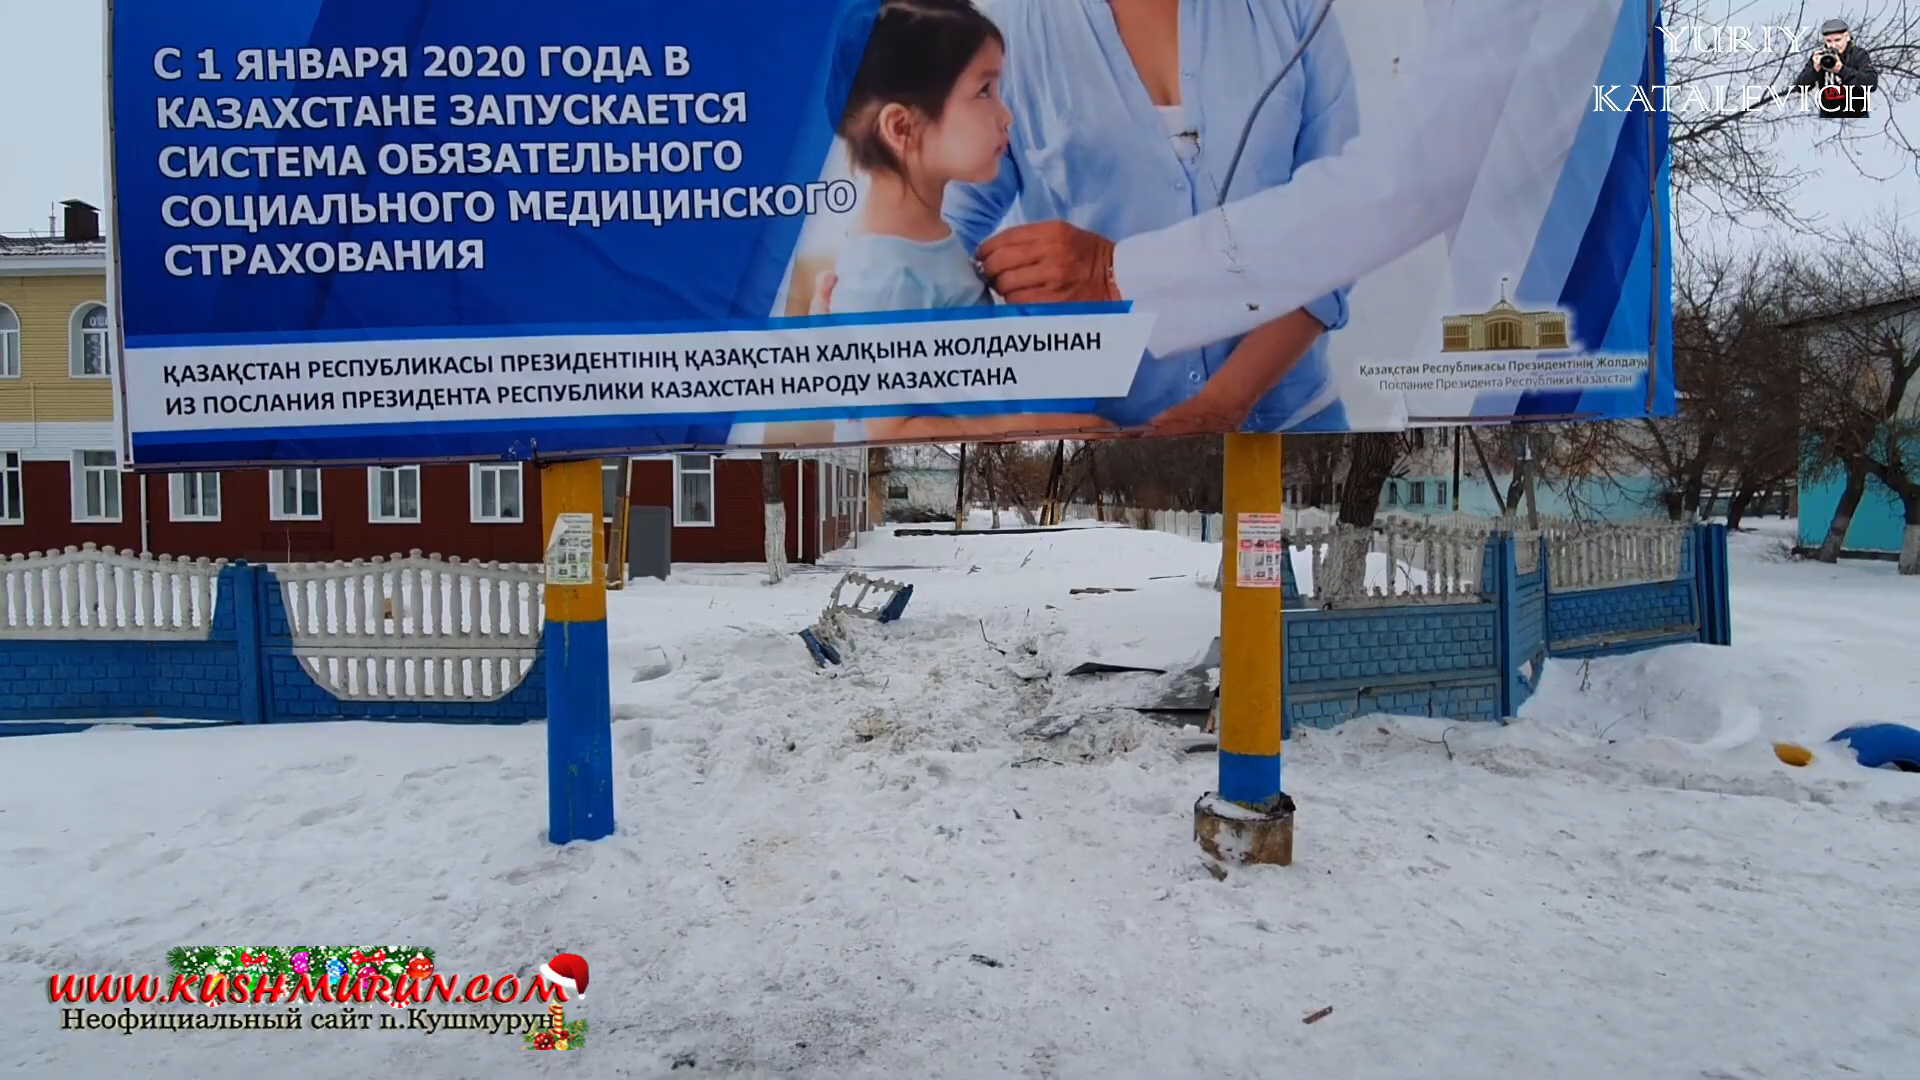 YURIY
KATALEVICH
С 1 ЯНВАРЯ 2020 ГОДА В
КАЗАХСТАНЕ ЗАПУСКАЕТСЯ
СИСТЕМА ОБЯЗАТЕЛЬНОГО
СОЦИАЛЬНОГО МЕДИЦИНСКОГО
СТРАХОВАНИЯ
ҚАЗАҚСТАН РЕСПУБЛИКАСЫ ПРЕЗИДЕНТІНІҢ ҚАЗАҚСТАН ХАЛҚЫНА ЖОЛДАУЫНАН
ИЗ ПОСЛАНИЯ ПРЕЗИДЕНТА РЕСПУБЛИКИ КАЗАХСТАН НАРОДУ КАЗАХСТАНА
Қазақстан Республикасы Президентінің Жолдауы
Послание Президента Республики Казахстан
WWW.KUSHMURUN.COM
Неофициальный сайт п.Кушмурун